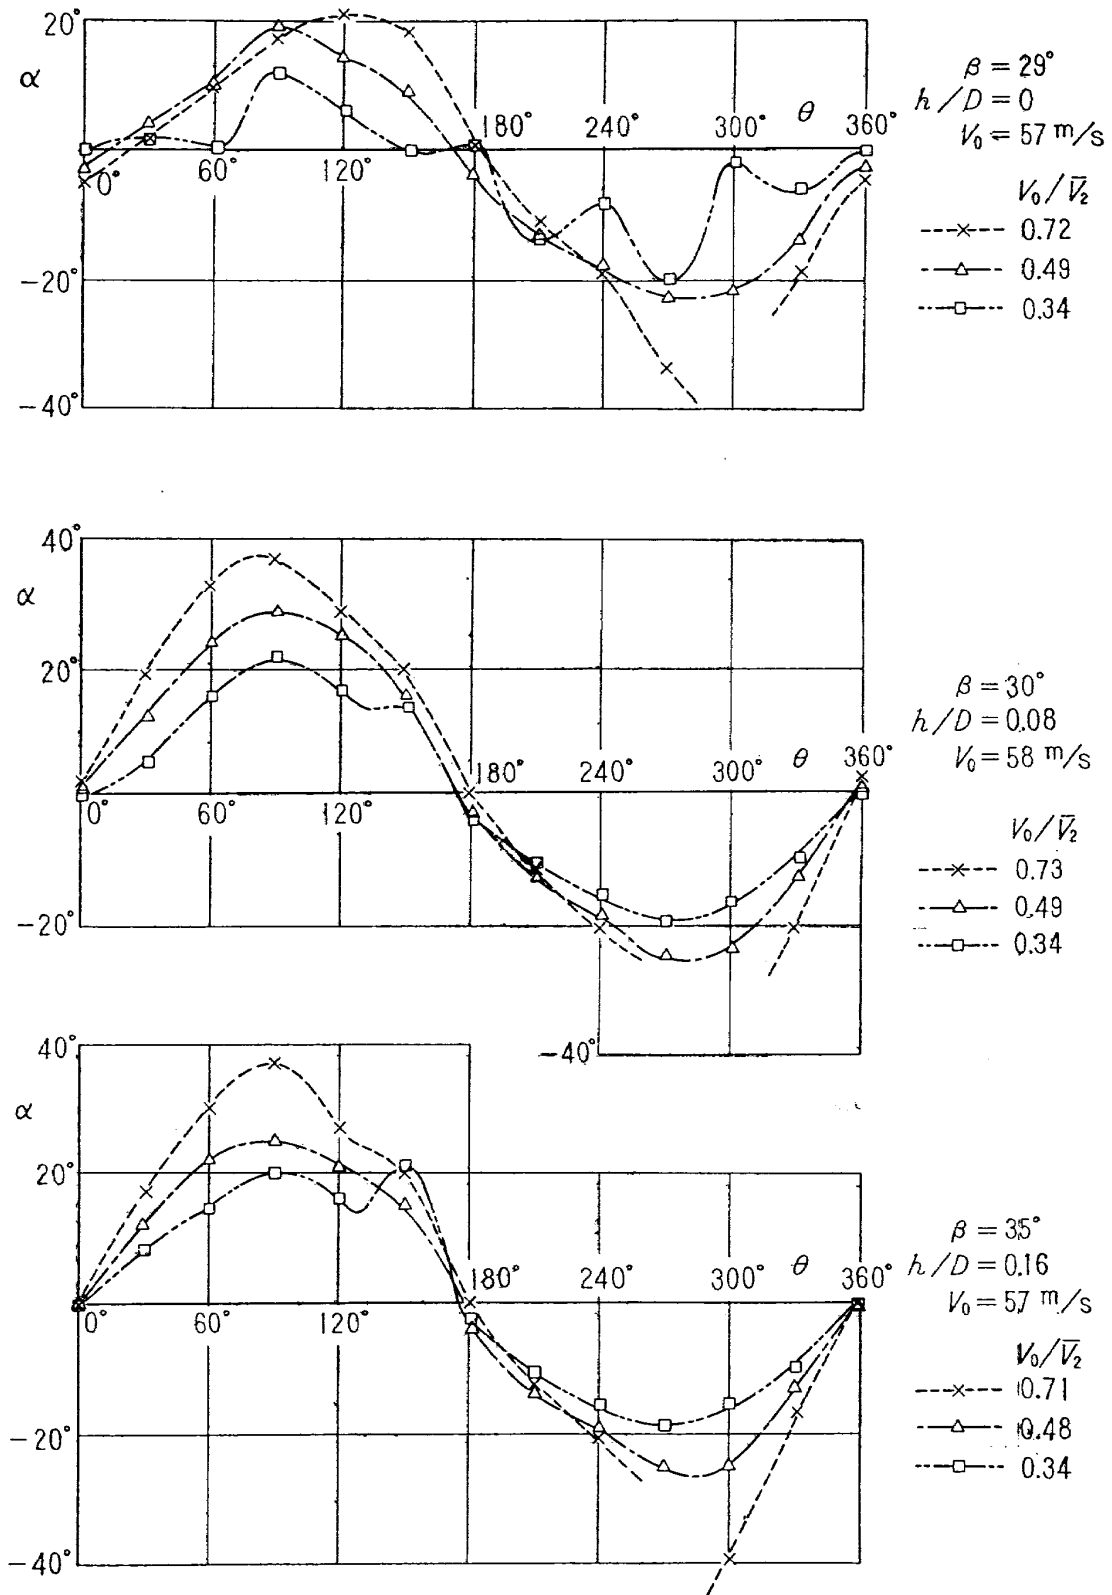 20°
α
0°
60°
120°
180°
240°
300°
θ
360°
−20°
−40°
β = 29°
h/D = 0
V₀ = 57 m/s
V₀/V̄₂
--×-- 0.72
—△— 0.49
—□— 0.34
40°
α
20°
0°
60°
120°
180°
240°
300°
θ
360°
−20°
−40°
β = 30°
h/D = 0.08
V₀ = 58 m/s
V₀/V̄₂
--×-- 0.73
—△— 0.49
—□— 0.34
40°
α
20°
0°
60°
120°
180°
240°
300°
θ
360°
−20°
−40°
β = 35°
h/D = 0.16
V₀ = 57 m/s
V₀/V̄₂
--×-- 0.71
—△— 0.48
—□— 0.34